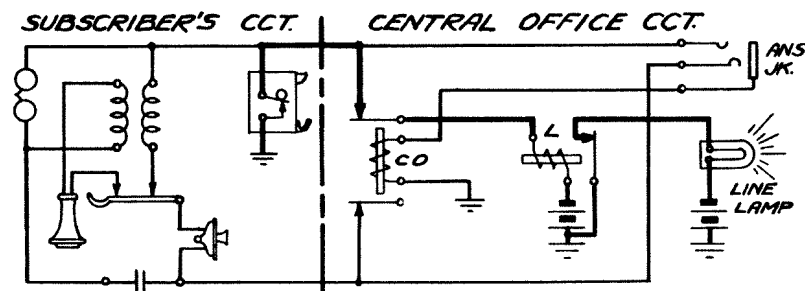 SUBSCRIBER'S CCT.
CENTRAL OFFICE CCT.
ANS
JK.
L
CO
LINE
LAMP